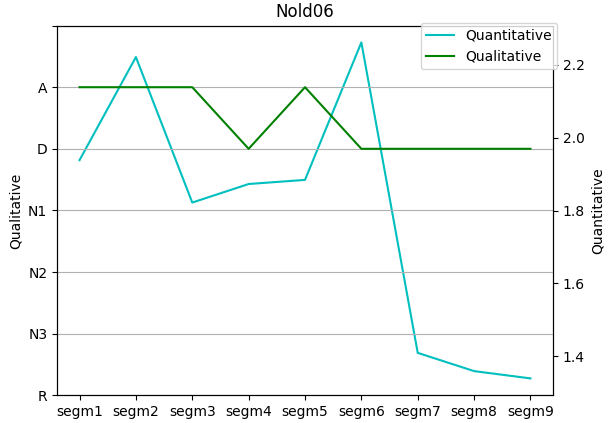 Nold06
Quantitative
Qualitative
A
D
N1
N2
N3
R
Qualitative
2.2
2.0
1.8
1.6
1.4
Quantitative
segm1 segm2 segm3 segm4 segm5 segm6 segm7 segm8 segm9